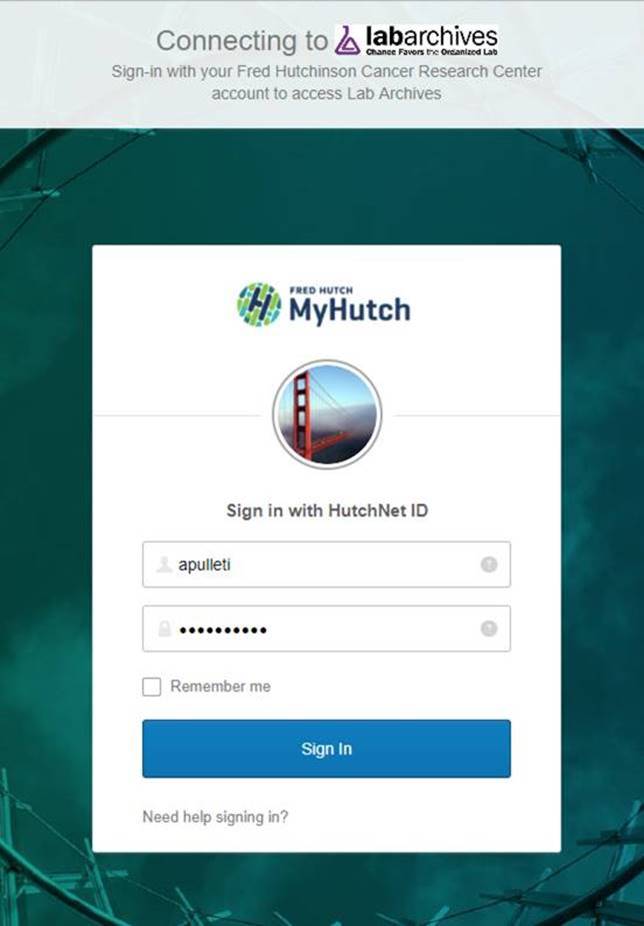 Connecting to labarchives
Chance Favors the Organized Lab
Sign-in with your Fred Hutchinson Cancer Research Center
account to access Lab Archives
FRED HUTCH
MyHutch
Sign in with HutchNet ID
apulleti
••••••••••
Remember me
Sign In
Need help signing in?